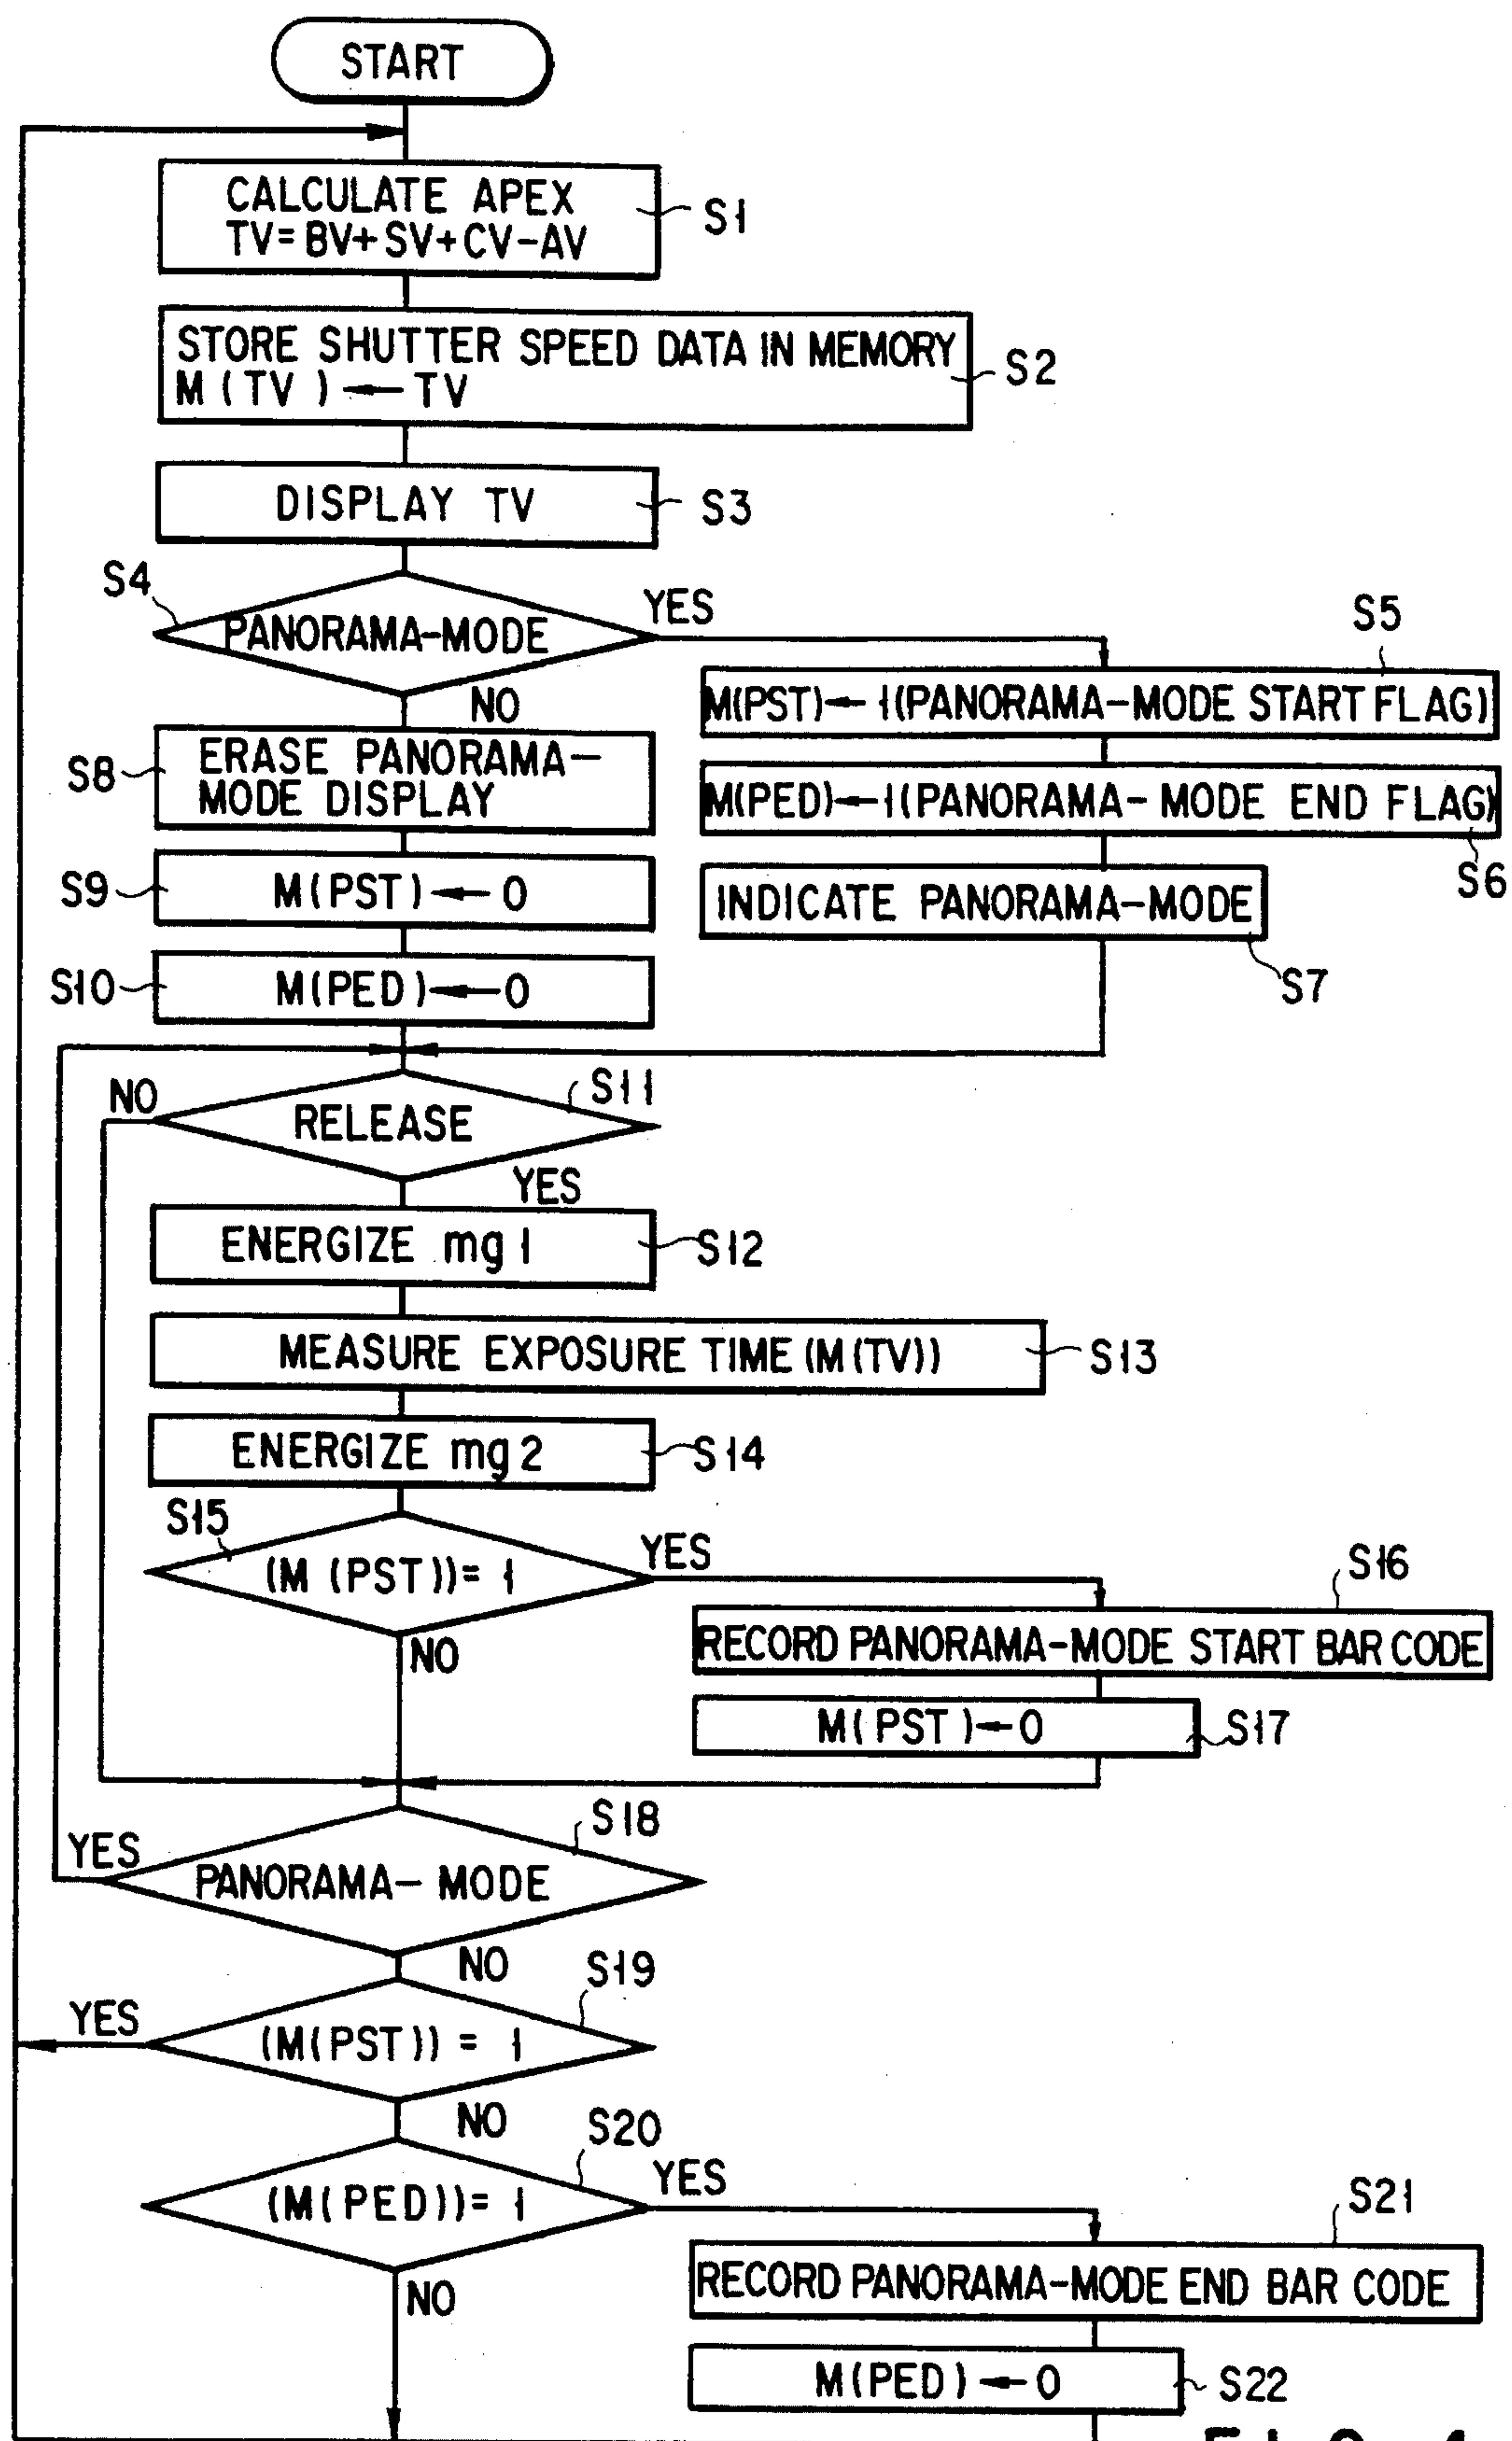 START
CALCULATE APEX
TV=BV+SV+CV-AV
S1
STORE SHUTTER SPEED DATA IN MEMORY
M(TV) ← TV
S2
DISPLAY TV
S3
S4
PANORAMA-MODE
YES
NO
S5
M(PST)←1(PANORAMA-MODE START FLAG)
M(PED)←1(PANORAMA-MODE END FLAG)
S6
INDICATE PANORAMA-MODE
S7
S8
ERASE PANORAMA-
MODE DISPLAY
S9
M(PST)←0
S10
M(PED)←0
NO
RELEASE
S11
YES
ENERGIZE mg1
S12
MEASURE EXPOSURE TIME (M(TV))
S13
ENERGIZE mg2
S14
S15
(M(PST))=1
YES
NO
S16
RECORD PANORAMA-MODE START BAR CODE
M(PST)←0
S17
S18
YES
PANORAMA-MODE
NO
S19
YES
(M(PST))=1
NO
S20
(M(PED))=1
YES
NO
S21
RECORD PANORAMA-MODE END BAR CODE
M(PED)←0
S22